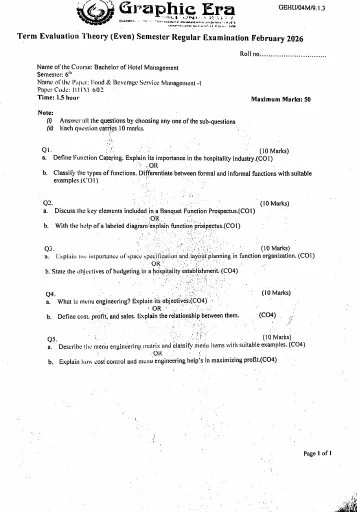 Graphic Era
GEHU/04M/9.1.3
Term Evaluation Theory (Even) Semester Regular Examination February 2026
Roll no..............................
Name of the Course: Bachelor of Hotel Management
Semester: 6th
Name of the Paper: Food & Beverage Service Management -I
Paper Code: BHM 602
Time: 1.5 hour Maximum Marks: 50
Note:
(i) Answer all the questions by choosing any one of the sub-questions
(ii) Each question carries 10 marks.
Q1. (10 Marks)
a. Define Function Catering. Explain its importance in the hospitality industry.(CO1)
OR
b. Classify the types of functions. Differentiate between formal and informal functions with suitable
examples.(CO1)
Q2. (10 Marks)
a. Discuss the key elements included in a Banquet Function Prospectus.(CO1)
OR
b. With the help of a labeled diagram explain function prospectus.(CO1)
Q3. (10 Marks)
a. Explain the importance of space specification and layout planning in function organization. (CO1)
OR
b. State the objectives of budgeting in a hospitality establishment. (CO4)
Q4. (10 Marks)
a. What is menu engineering? Explain its objectives.(CO4)
OR
b. Define cost, profit, and sales. Explain the relationship between them. (CO4)
Q5. (10 Marks)
a. Describe the menu engineering matrix and classify menu items with suitable examples. (CO4)
OR
b. Explain how cost control and menu engineering help's in maximizing profit.(CO4)
Page 1 of 1